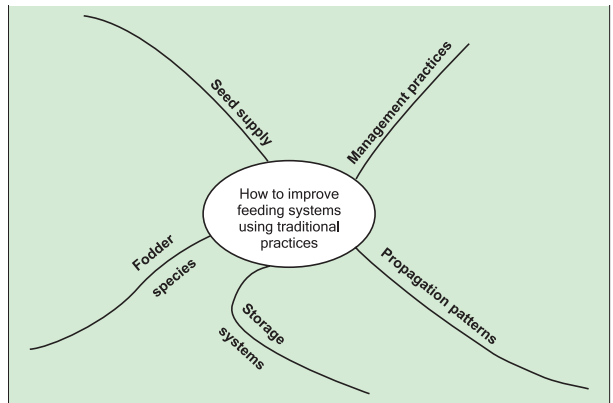 Seed supply
Management practices
How to improve
feeding systems
using traditional
practices
Fodder
species
Storage
systems
Propagation patterns